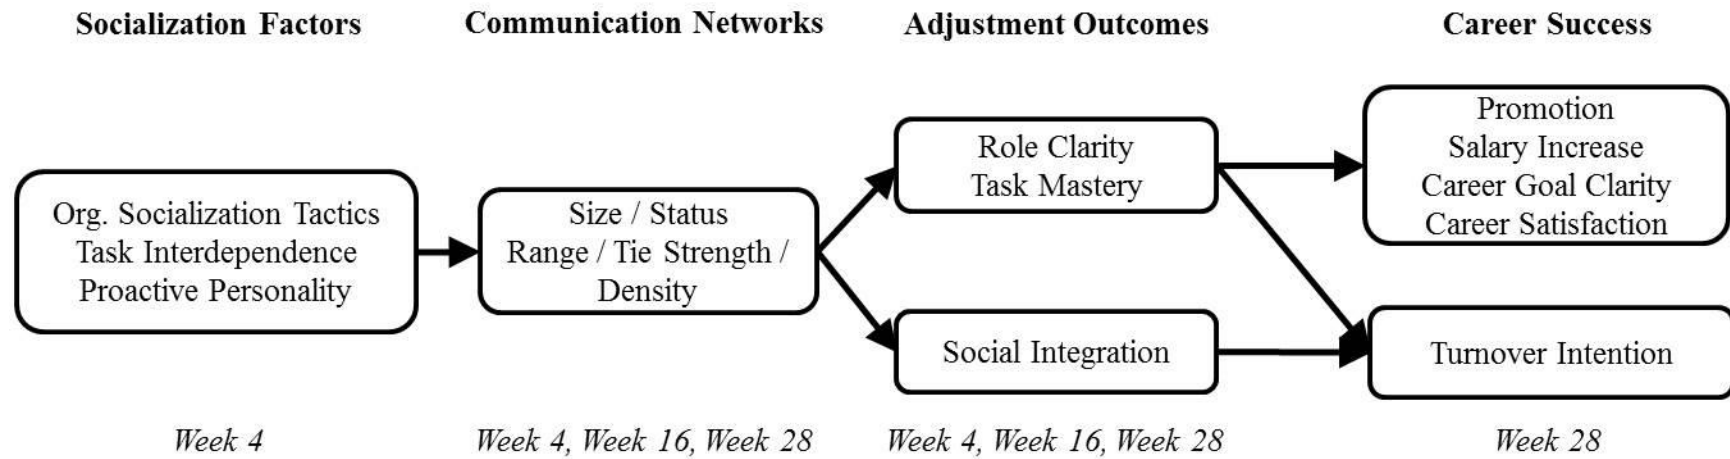 Socialization Factors
Communication Networks
Adjustment Outcomes
Career Success
Org. Socialization Tactics
Task Interdependence
Proactive Personality
Size / Status
Range / Tie Strength /
Density
Role Clarity
Task Mastery
Social Integration
Promotion
Salary Increase
Career Goal Clarity
Career Satisfaction
Turnover Intention
Week 4
Week 4, Week 16, Week 28
Week 4, Week 16, Week 28
Week 28